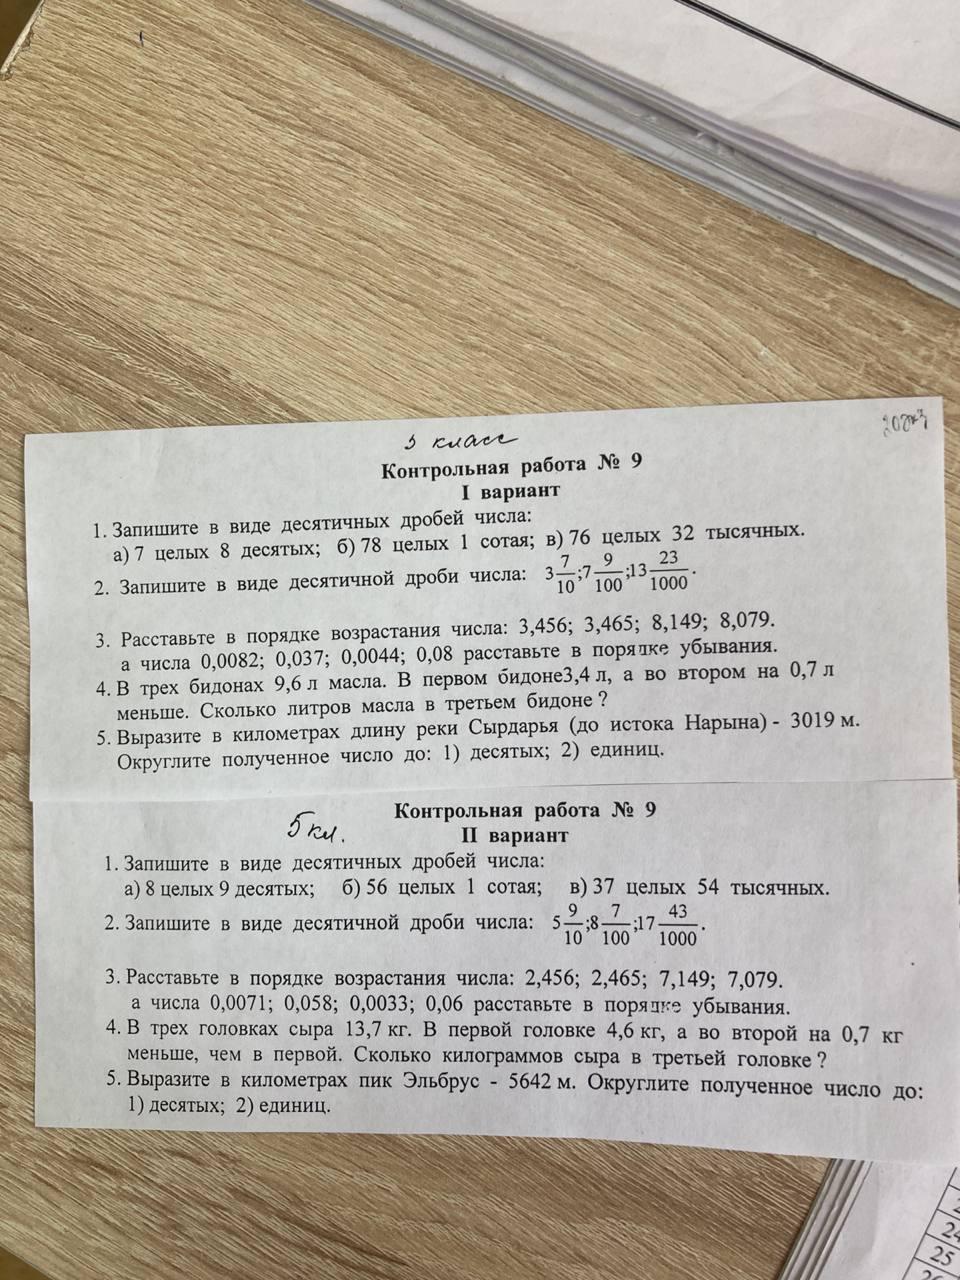 5 класс
Контрольная работа № 9
I вариант
1. Запишите в виде десятичных дробей числа:
а) 7 целых 8 десятых; б) 78 целых 1 сотая; в) 76 целых 32 тысячных.
2. Запишите в виде десятичной дроби числа: 3 7/10 ;7 9/100 ;13 23/1000 .
3. Расставьте в порядке возрастания числа: 3,456; 3,465; 8,149; 8,079.
а числа 0,0082; 0,037; 0,0044; 0,08 расставьте в порядке убывания.
4. В трех бидонах 9,6 л масла. В первом бидоне3,4 л, а во втором на 0,7 л
меньше. Сколько литров масла в третьем бидоне ?
5. Выразите в километрах длину реки Сырдарья (до истока Нарына) - 3019 м.
Округлите полученное число до: 1) десятых; 2) единиц.
5 кл.
Контрольная работа № 9
II вариант
1. Запишите в виде десятичных дробей числа:
а) 8 целых 9 десятых; б) 56 целых 1 сотая; в) 37 целых 54 тысячных.
2. Запишите в виде десятичной дроби числа: 5 9/10 ;8 7/100 ;17 43/1000 .
3. Расставьте в порядке возрастания числа: 2,456; 2,465; 7,149; 7,079.
а числа 0,0071; 0,058; 0,0033; 0,06 расставьте в порядке убывания.
4. В трех головках сыра 13,7 кг. В первой головке 4,6 кг, а во второй на 0,7 кг
меньше, чем в первой. Сколько килограммов сыра в третьей головке ?
5. Выразите в километрах пик Эльбрус - 5642 м. Округлите полученное число до:
1) десятых; 2) единиц.
24
25